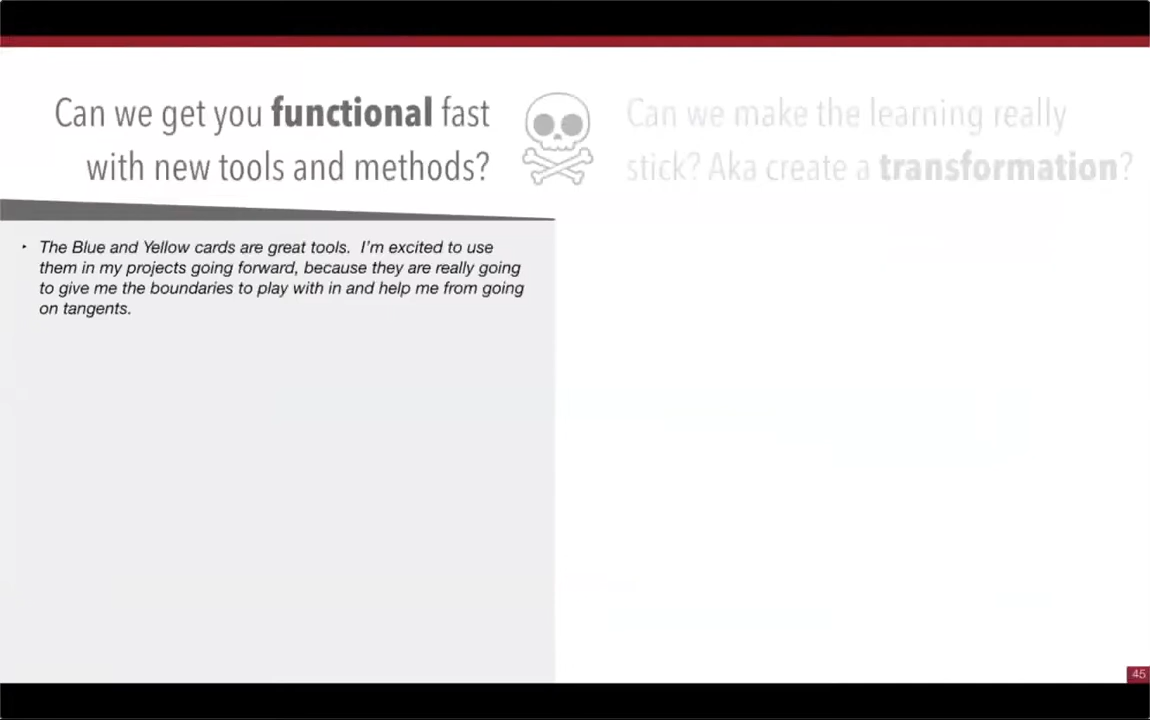 Can we get you functional fast
with new tools and methods?
Can we make the learning really
stick? Aka create a transformation?
‣ The Blue and Yellow cards are great tools.  I'm excited to use
them in my projects going forward, because they are really going
to give me the boundaries to play with in and help me from going
on tangents.
45